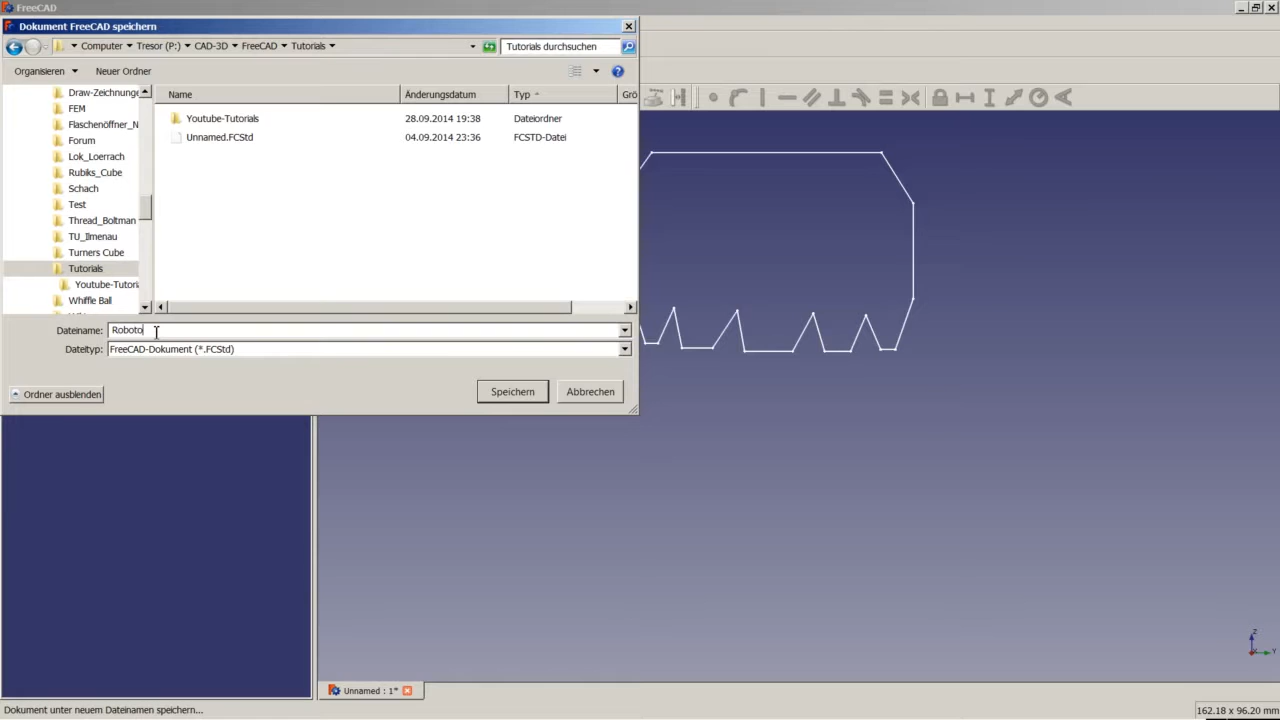 FreeCAD
Dokument FreeCAD speichern
Computer Tresor (P:) CAD-3D FreeCAD Tutorials
Tutorials durchsuchen
Organisieren Neuer Ordner
Draw-Zeichnunge
FEM
Flaschenöffner_N
Forum
Lok_Loerrach
Rubiks_Cube
Schach
Test
Thread_Boltman
TU_Ilmenau
Turners Cube
Tutorials
Youtube-Tutoria
Whiffle Ball
Name Änderungsdatum Typ Grö
Youtube-Tutorials 28.09.2014 19:38 Dateiordner
Unnamed.FCStd 04.09.2014 23:36 FCSTD-Datei
Dateiname: Roboto
Dateityp: FreeCAD-Dokument (*.FCStd)
Ordner ausblenden Speichern Abbrechen
Z
Y
Unnamed : 1*
Dokument unter neuem Dateinamen speichern...
162.18 x 96.20 mm